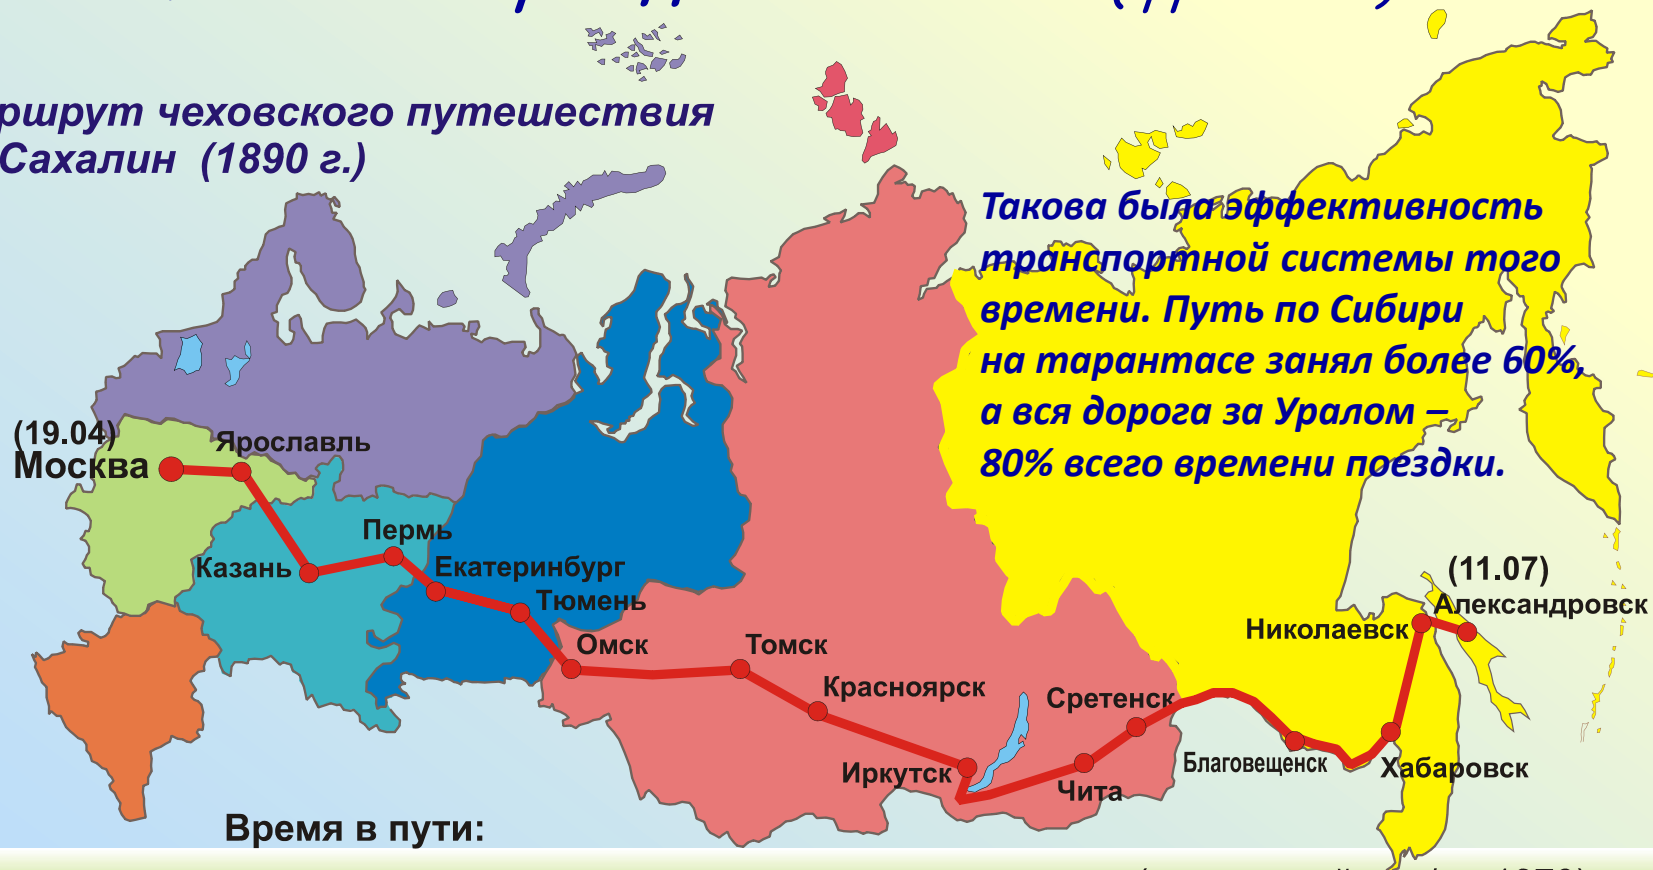 ршрут чеховского путешествия
Сахалин (1890 г.)
Такова была эффективность
транспортной системы того
времени. Путь по Сибири
на тарантасе занял более 60%,
а вся дорога за Уралом –
80% всего времени поездки.
(19.04)
Москва
Ярославль
Казань
Пермь
Екатеринбург
Тюмень
Омск
Томск
Красноярск
Иркутск
Чита
Сретенск
Благовещенск
Хабаровск
Николаевск
(11.07)
Александровск
Время в пути: